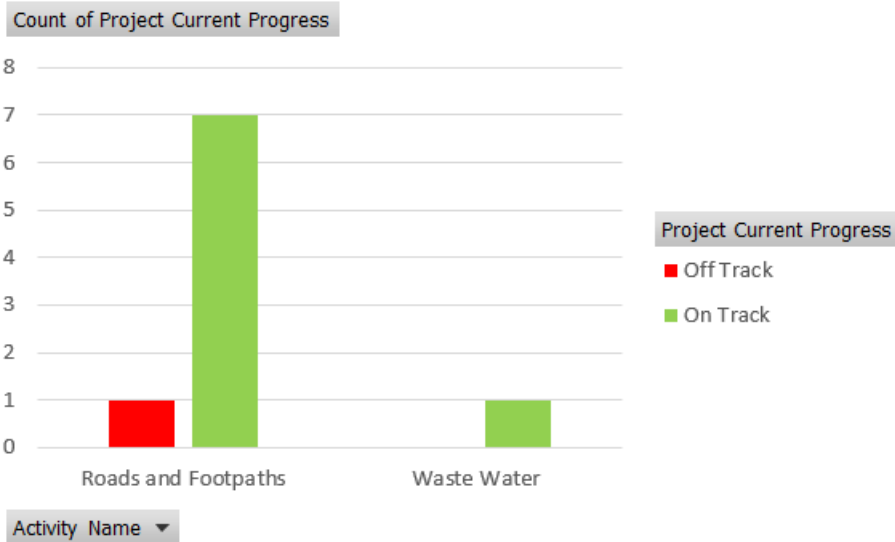 Count of Project Current Progress
8
7
6
5
4
3
2
1
0
Roads and Footpaths
Waste Water
Project Current Progress
Off Track
On Track
Activity Name